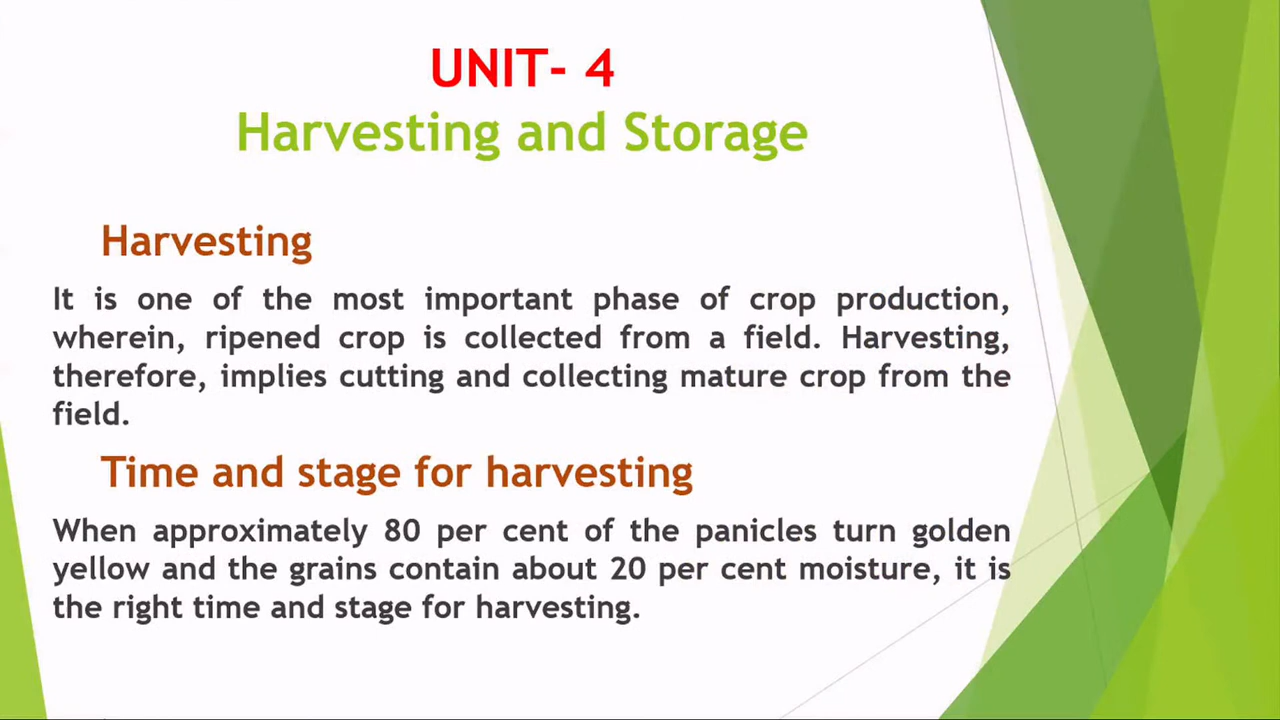 UNIT- 4
Harvesting and Storage
Harvesting
It is one of the most important phase of crop production,
wherein, ripened crop is collected from a field. Harvesting,
therefore, implies cutting and collecting mature crop from the
field.
Time and stage for harvesting
When approximately 80 per cent of the panicles turn golden
yellow and the grains contain about 20 per cent moisture, it is
the right time and stage for harvesting.